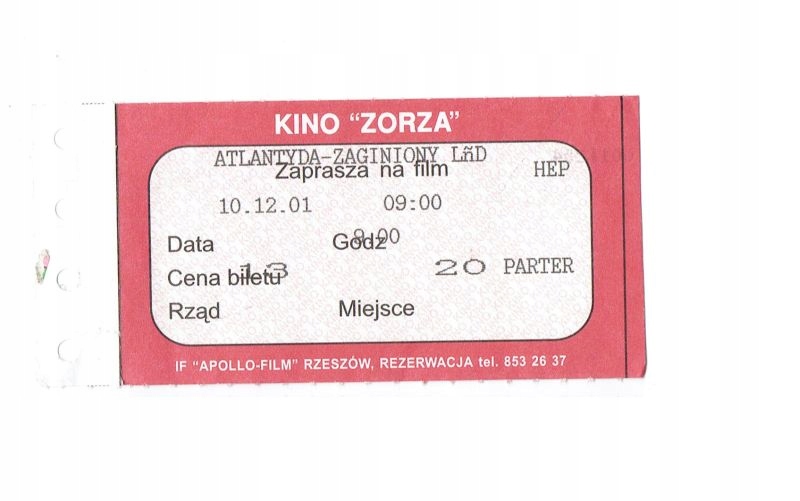 KINO "ZORZA"
ATLANTYDA-ZAGINIONY LñD
Zaprasza na film HEP
10.12.01 09:00
Data Godz 9.00
Cena biletu 13 20 PARTER
Rząd Miejsce
IF "APOLLO-FILM" RZESZÓW, REZERWACJA tel. 853 26 37